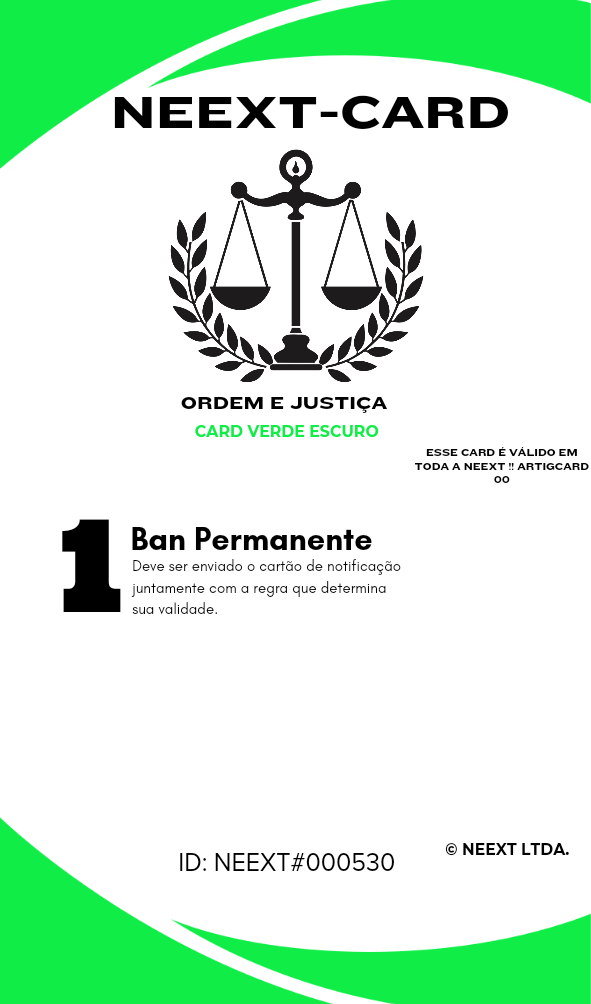 NEEXT-CARD
ORDEM E JUSTIÇA
CARD VERDE ESCURO
ESSE CARD É VÁLIDO EM
TODA A NEEXT !! ARTIGCARD
00
1
Ban Permanente
Deve ser enviado o cartão de notificação
juntamente com a regra que determina
sua validade.
© NEEXT LTDA.
ID: NEEXT#000530